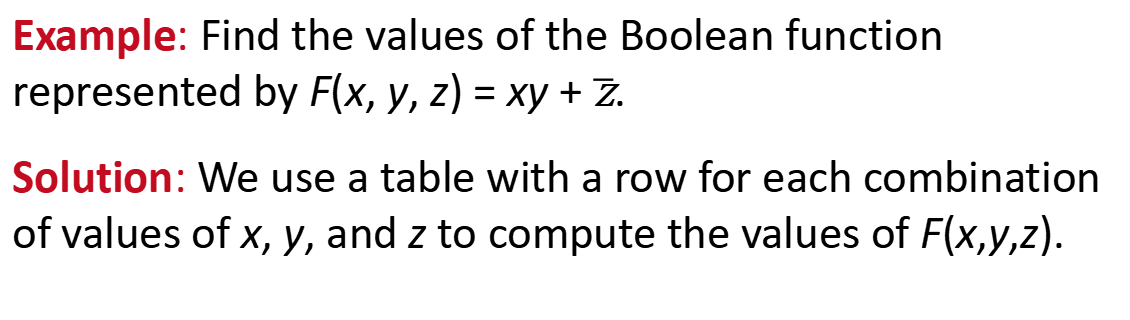 Example: Find the values of the Boolean function
represented by F(x, y, z) = xy + z̅.
Solution: We use a table with a row for each combination
of values of x, y, and z to compute the values of F(x,y,z).